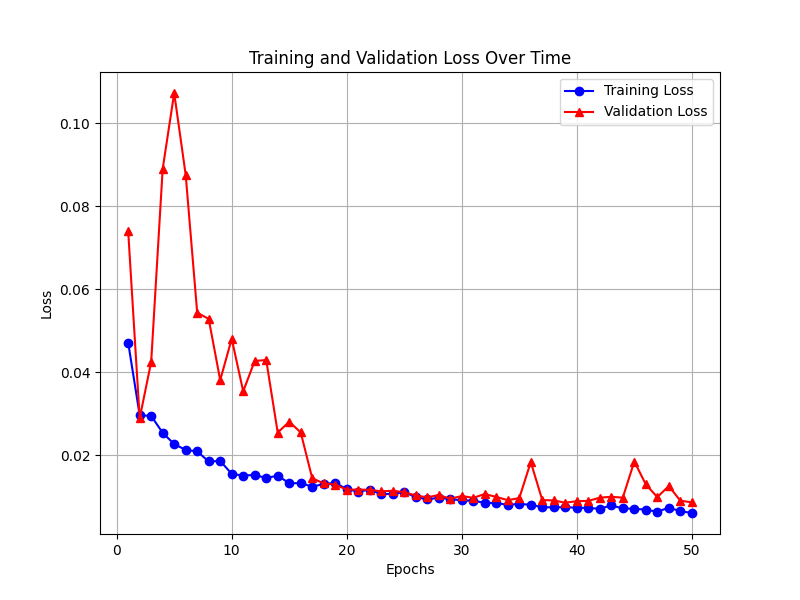 Training and Validation Loss Over Time
Training Loss
Validation Loss
Loss
0.10
0.08
0.06
0.04
0.02
0 10 20 30 40 50
Epochs